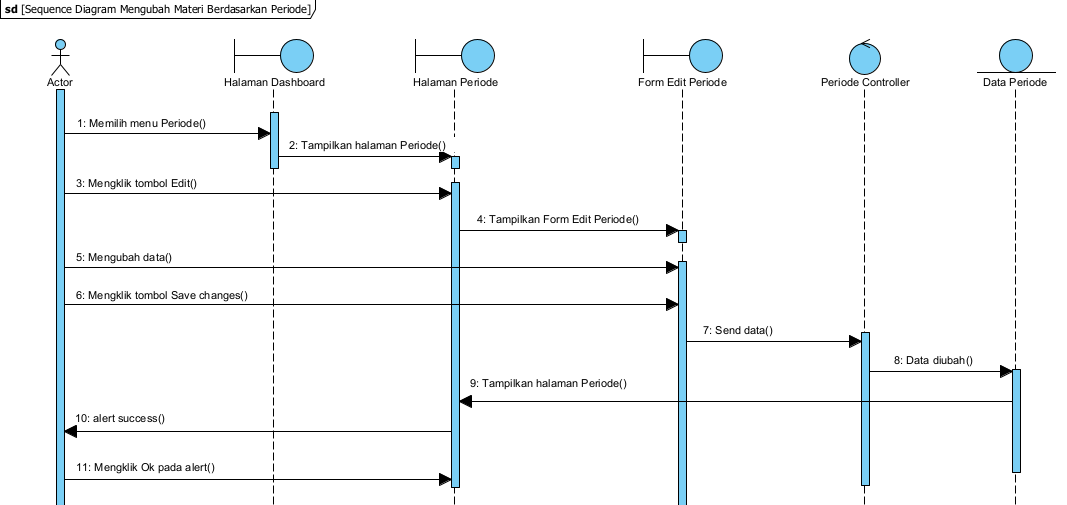 sd [Sequence Diagram Mengubah Materi Berdasarkan Periode]
Actor
Halaman Dashboard
Halaman Periode
Form Edit Periode
Periode Controller
Data Periode
1: Memilih menu Periode()
2: Tampilkan halaman Periode()
3: Mengklik tombol Edit()
4: Tampilkan Form Edit Periode()
5: Mengubah data()
6: Mengklik tombol Save changes()
7: Send data()
8: Data diubah()
9: Tampilkan halaman Periode()
10: alert success()
11: Mengklik Ok pada alert()